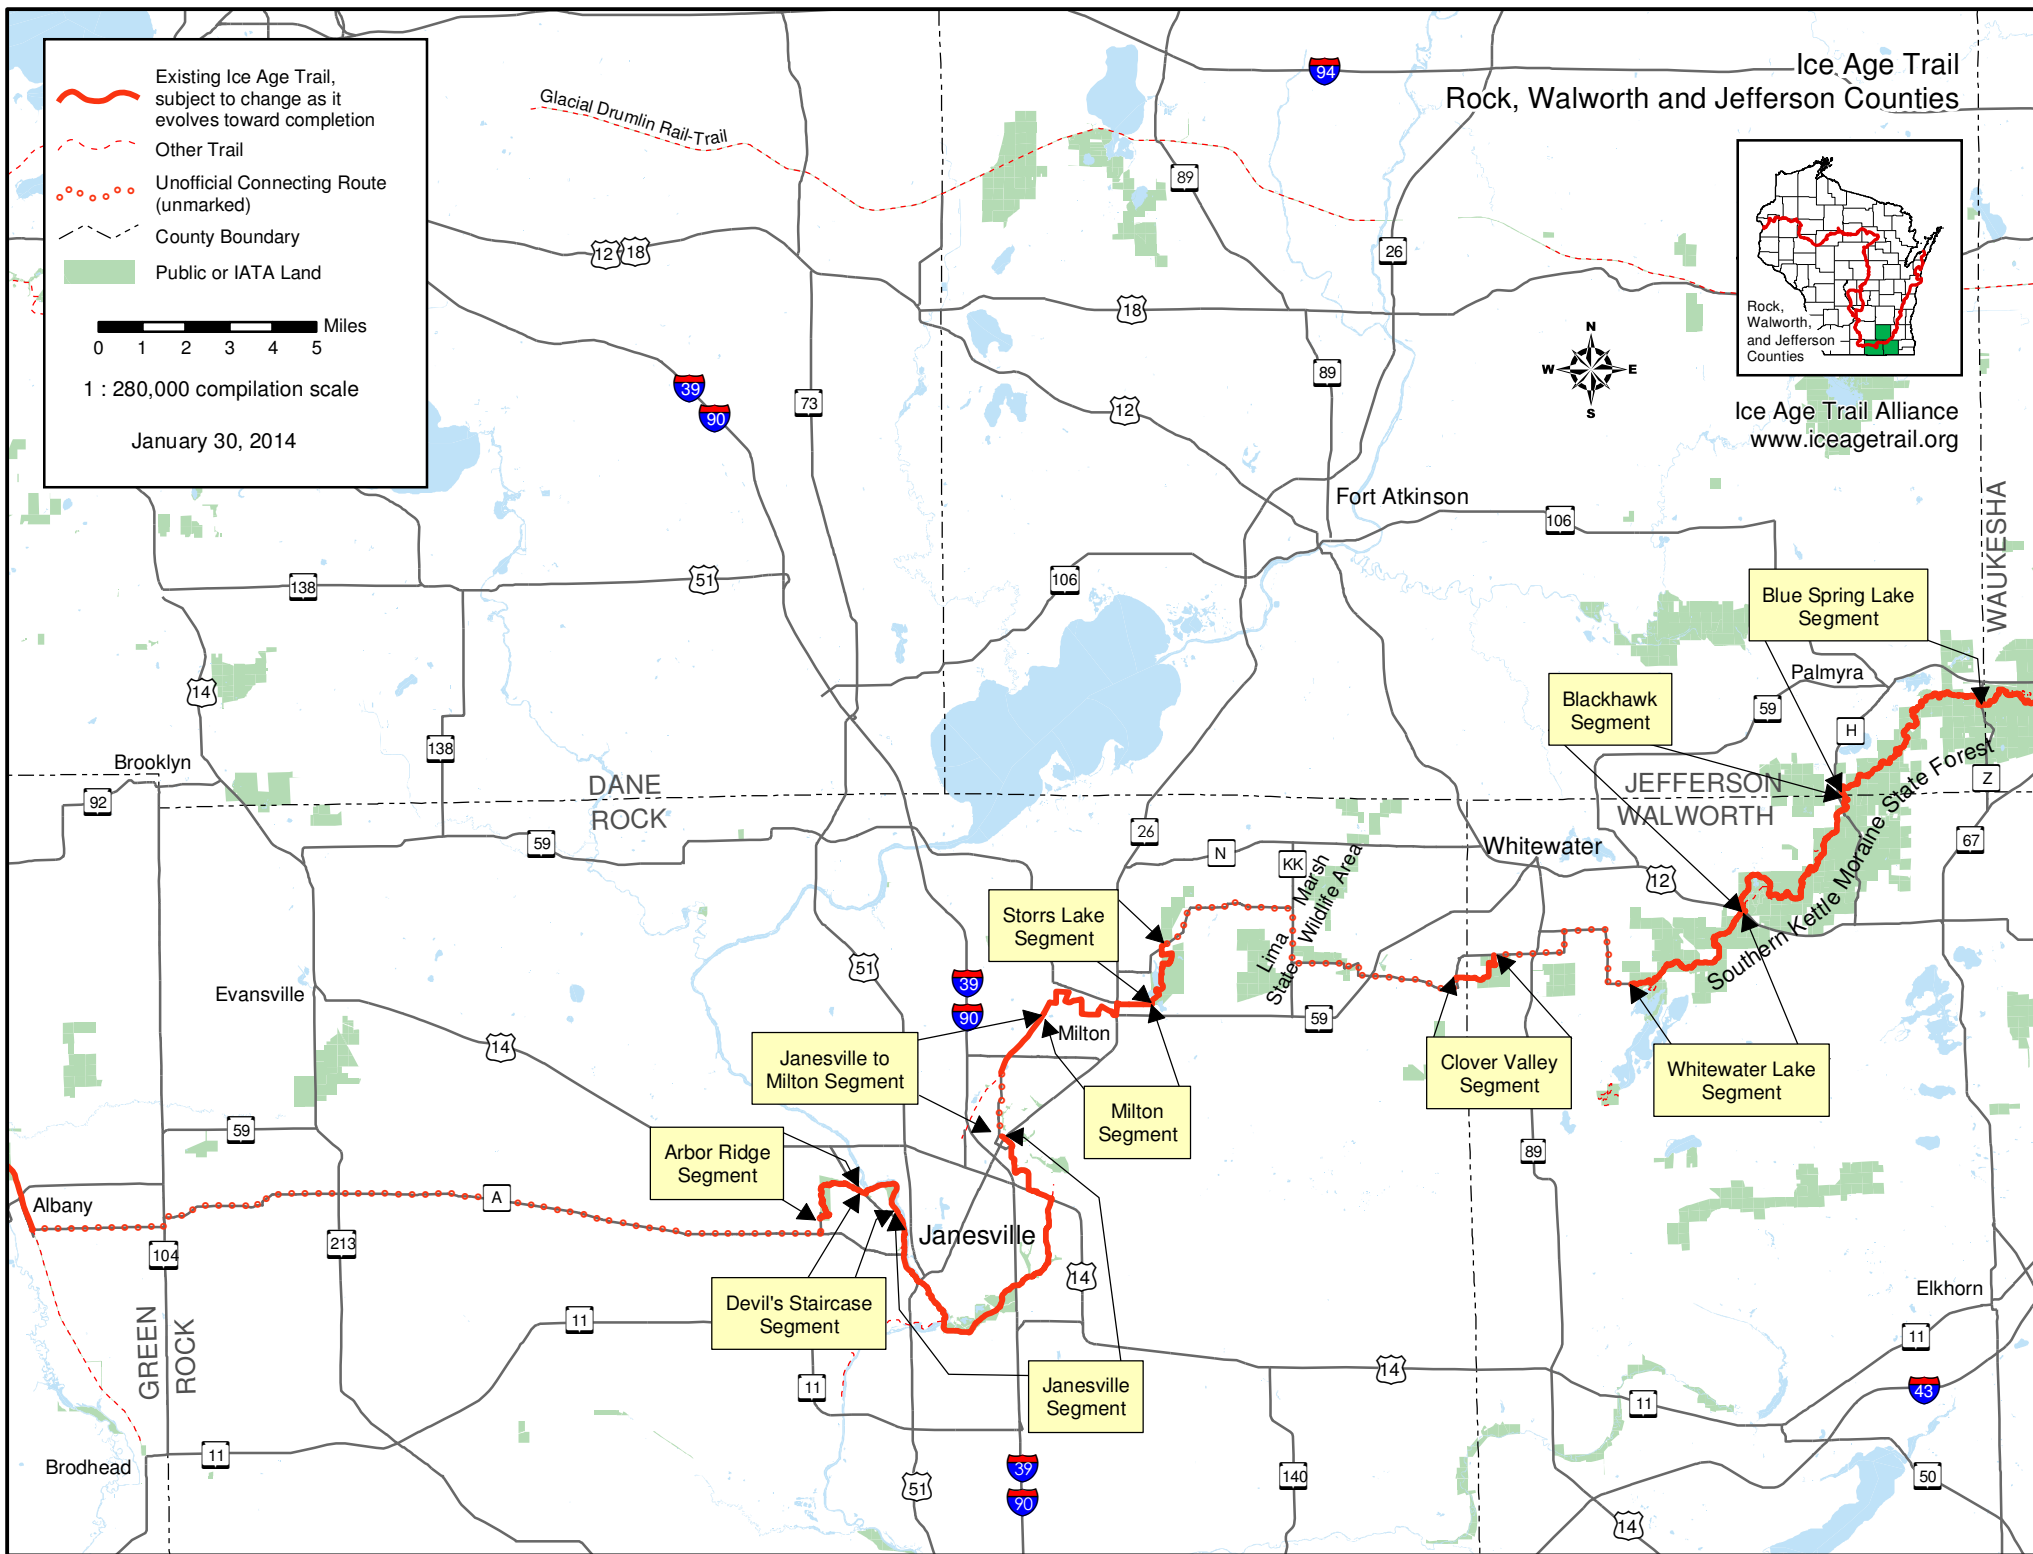 Existing Ice Age Trail,
subject to change as it
evolves toward completion
Other Trail
Unofficial Connecting Route
(unmarked)
County Boundary
Public or IATA Land
Miles
0 1 2 3 4 5
1 : 280,000 compilation scale
January 30, 2014
Ice Age Trail
Rock, Walworth and Jefferson Counties
Rock,
Walworth,
and Jefferson
Counties
Ice Age Trail Alliance
www.iceagetrail.org
N
W E
S
Glacial Drumlin Rail-Trail
94
89
12 18
26
18
39
90
73
89
12
Fort Atkinson
106
WAUKESHA
138
51
106
Blue Spring Lake
Segment
Palmyra
14
Blackhawk
Segment
59
H
138
Brooklyn
92
DANE
ROCK
JEFFERSON
WALWORTH
Z
Southern Kettle Moraine State Forest
59
26
N
KK
Whitewater
67
12
Lima Marsh
State Wildlife Area
Storrs Lake
Segment
51
39
90
Evansville
14
59
Milton
Janesville to
Milton Segment
Clover Valley
Segment
Whitewater Lake
Segment
Milton
Segment
59
Arbor Ridge
Segment
89
Albany
A
104
213
Janesville
14
Devil's Staircase
Segment
11
Elkhorn
11
GREEN
ROCK
14
43
11
Janesville
Segment
11
Brodhead
11
39
90
51
140
50
14